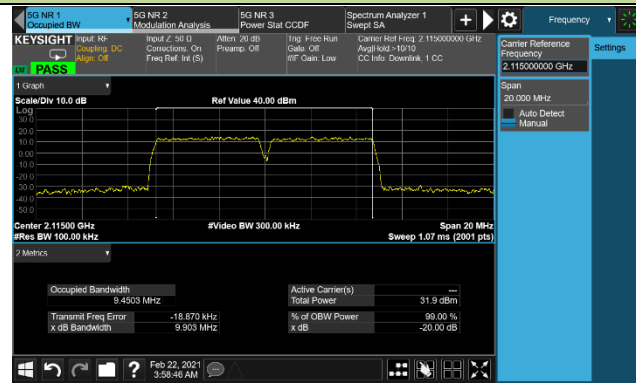 5G NR 1
Occupied BW
5G NR 2
Modulation Analysis
5G NR 3
Power Stat CCDF
Spectrum Analyzer 1
Swept SA
Frequency
KEYSIGHT
Input: RF
Coupling: DC
Align: Off
Input Z: 50 Ω
Corrections: On
Freq Ref: Int (S)
Atten: 20 dB
Preamp: Off
Trig: Free Run
Gate: Off
#IF Gain: Low
Carrier Ref Freq: 2.115000000 GHz
Avg|Hold:>10/10
CC Info: Downlink, 1 CC
PASS
Carrier Reference
Frequency
2.115000000 GHz
Settings
Span
20.000 MHz
Auto Detect
Manual
1 Graph
Scale/Div 10.0 dB
Ref Value 40.00 dBm
Log
30.0
20.0
10.0
0.00
-10.0
-20.0
-30.0
-40.0
-50.0
Center 2.11500 GHz
#Video BW 300.00 kHz
Span 20 MHz
#Res BW 100.00 kHz
Sweep 1.07 ms (2001 pts)
2 Metrics
Occupied Bandwidth
9.4503 MHz
Active Carrier(s)
---
Total Power
31.9 dBm
Transmit Freq Error
-18.870 kHz
% of OBW Power
99.00 %
x dB Bandwidth
9.903 MHz
x dB
-20.00 dB
Feb 22, 2021
3:58:46 AM